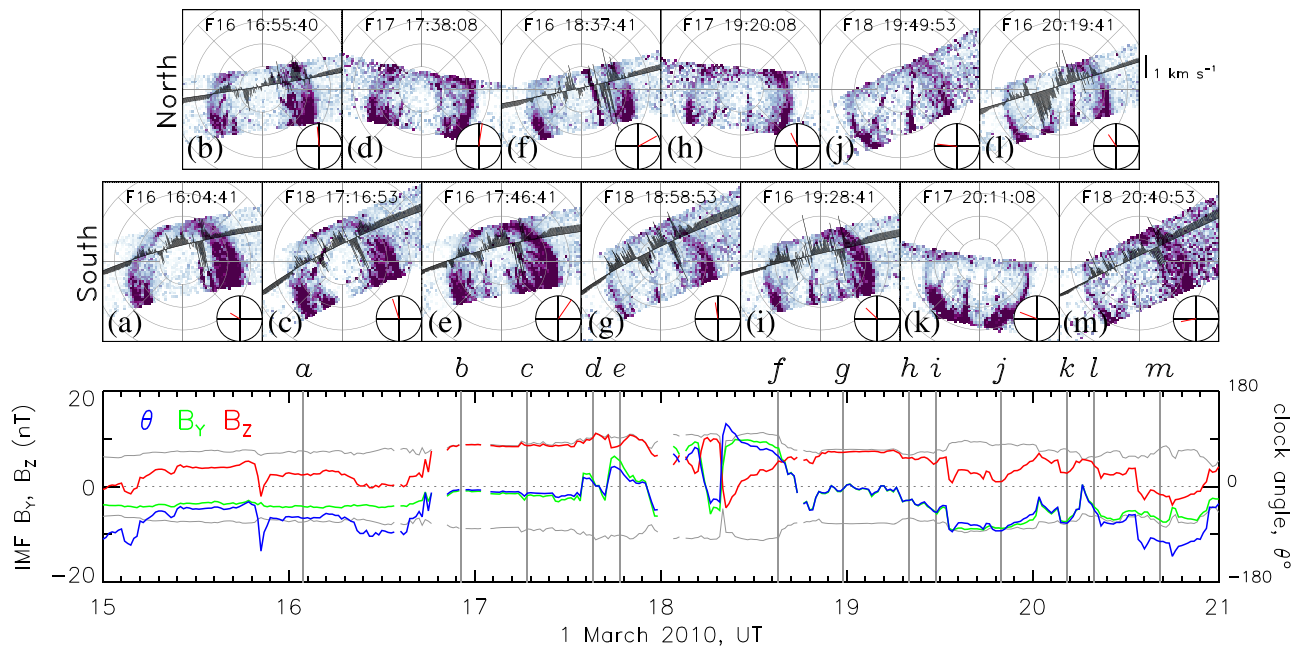 F16 16:55:40 F17 17:38:08 F16 18:37:41 F17 19:20:08 F18 19:49:53 F16 20:19:41
1 km s⁻¹
North
(b) (d) (f) (h) (j) (l)
F16 16:04:41 F18 17:16:53 F16 17:46:41 F18 18:58:53 F16 19:28:41 F17 20:11:08 F18 20:40:53
South
(a) (c) (e) (g) (i) (k) (m)
a b c d e f g h i j k l m
θ B_Y B_Z
IMF B_Y, B_Z (nT)
20
0
−20
180
0
−180
clock angle, θ°
15 16 17 18 19 20 21
1 March 2010, UT